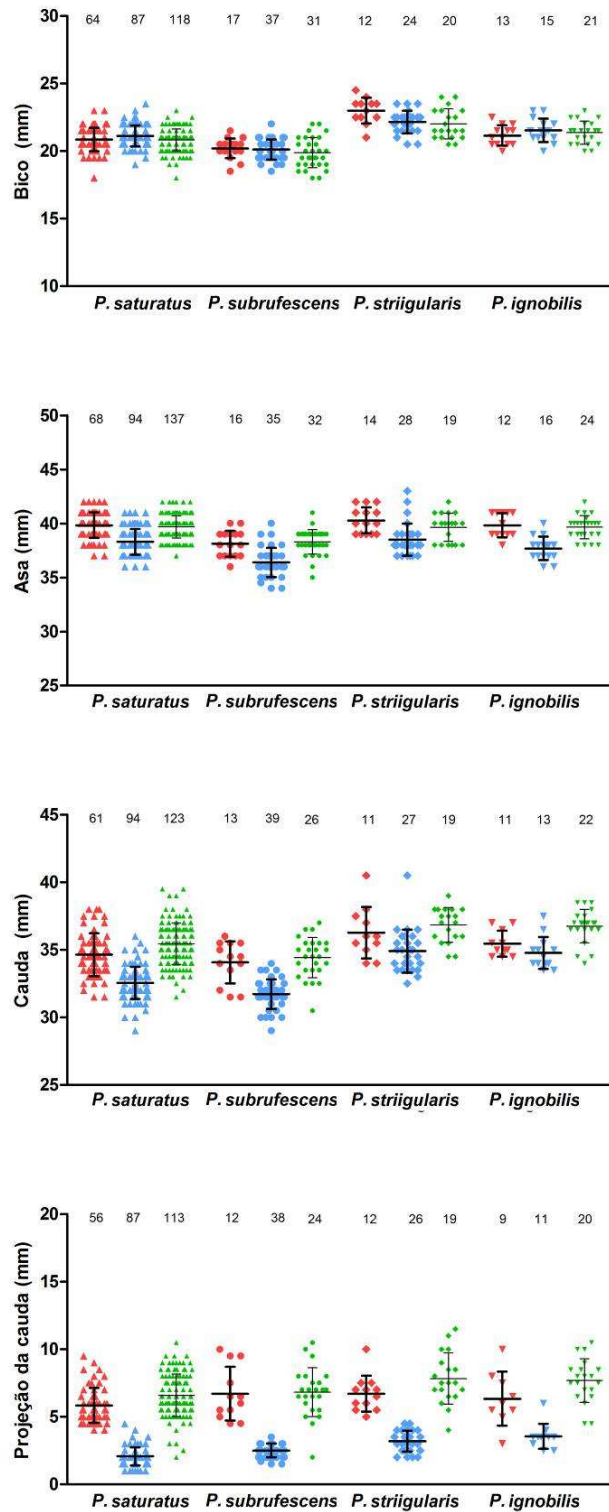 64 87 118 17 37 31 12 24 20 13 15 21
30
25
20
15
10
Bico (mm)
P. saturatus P. subrufescens P. striigularis P. ignobilis
68 94 137 16 35 32 14 28 19 12 16 24
50
45
40
35
30
25
Asa (mm)
P. saturatus P. subrufescens P. striigularis P. ignobilis
61 94 123 13 39 26 11 27 19 11 13 22
45
40
35
30
25
Cauda (mm)
P. saturatus P. subrufescens P. striigularis P. ignobilis
56 87 113 12 38 24 12 26 19 9 11 20
20
15
10
5
0
Projeção da cauda (mm)
P. saturatus P. subrufescens P. striigularis P. ignobilis